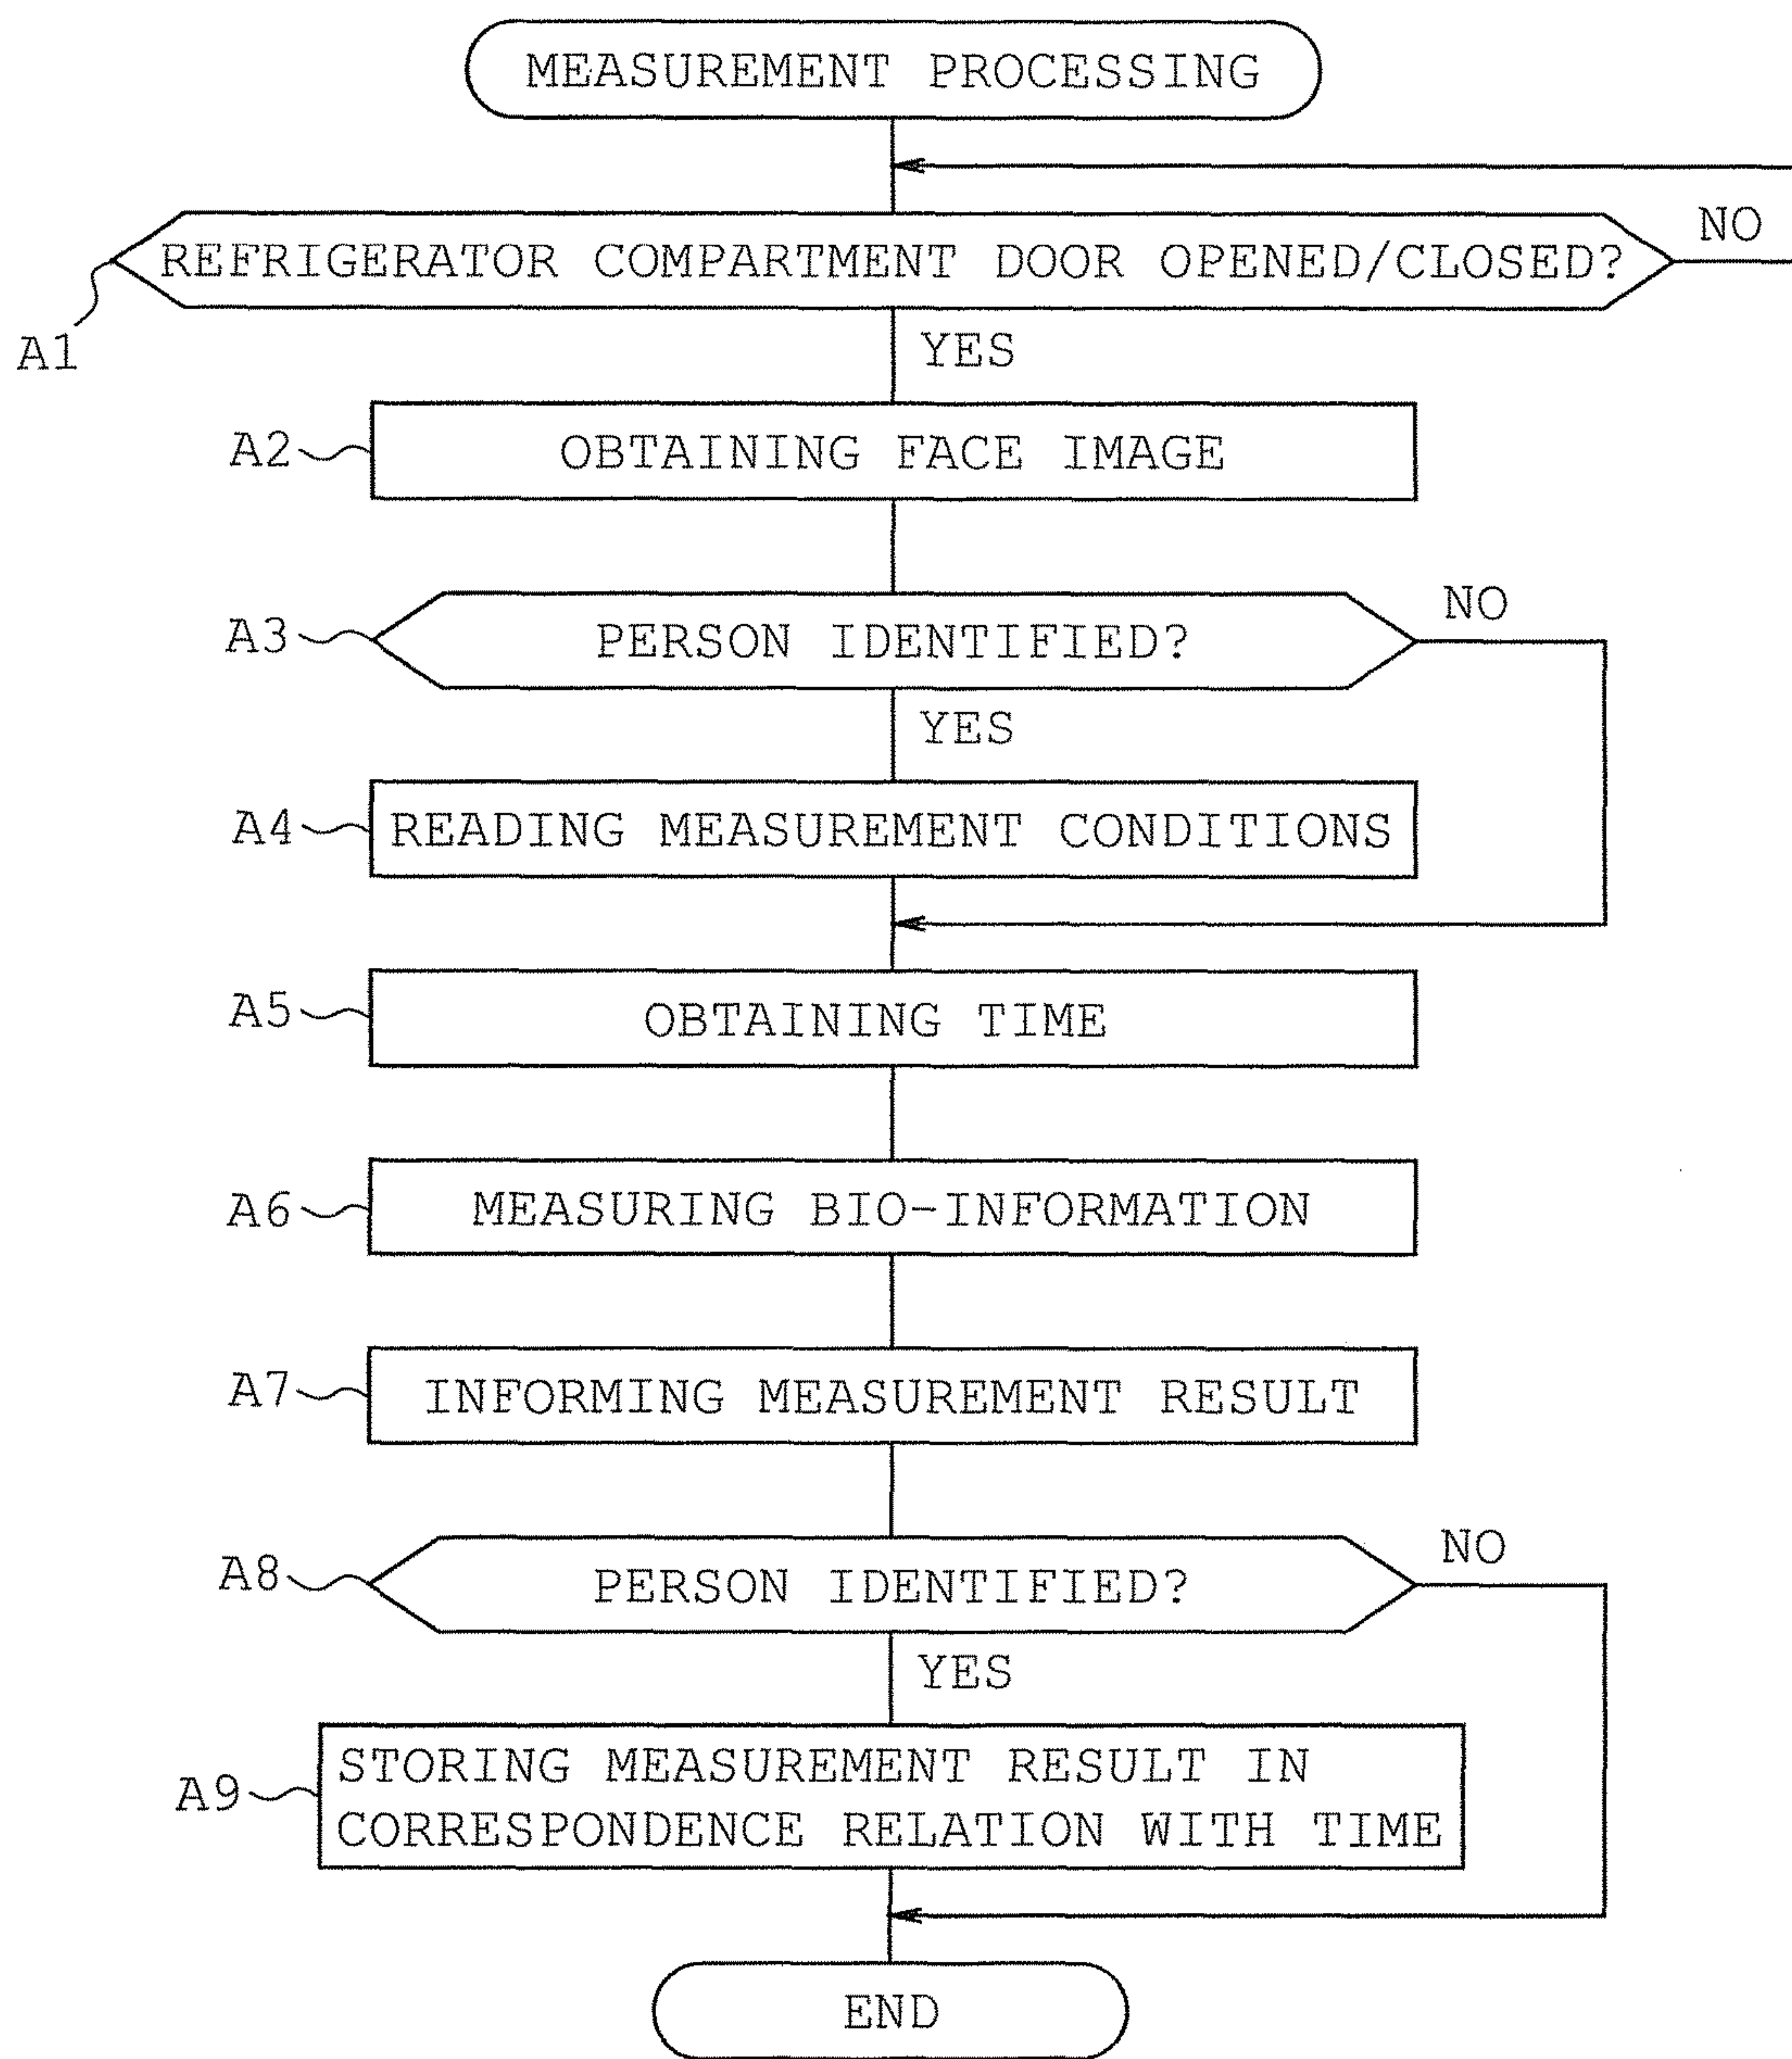 MEASUREMENT PROCESSING
REFRIGERATOR COMPARTMENT DOOR OPENED/CLOSED?
NO
A1
YES
A2
OBTAINING FACE IMAGE
A3
PERSON IDENTIFIED?
NO
YES
A4
READING MEASUREMENT CONDITIONS
A5
OBTAINING TIME
A6
MEASURING BIO-INFORMATION
A7
INFORMING MEASUREMENT RESULT
A8
PERSON IDENTIFIED?
NO
YES
A9
STORING MEASUREMENT RESULT IN
CORRESPONDENCE RELATION WITH TIME
END